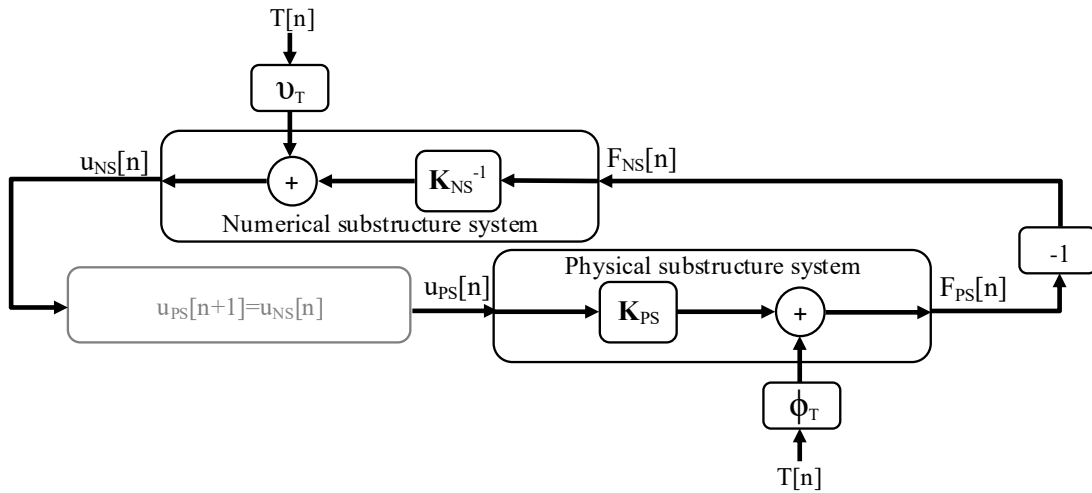 T[n]
υT
uNS[n]
+
KNS-1
FNS[n]
Numerical substructure system
-1
Physical substructure system
uPS[n+1]=uNS[n]
uPS[n]
KPS
+
FPS[n]
ϕT
T[n]